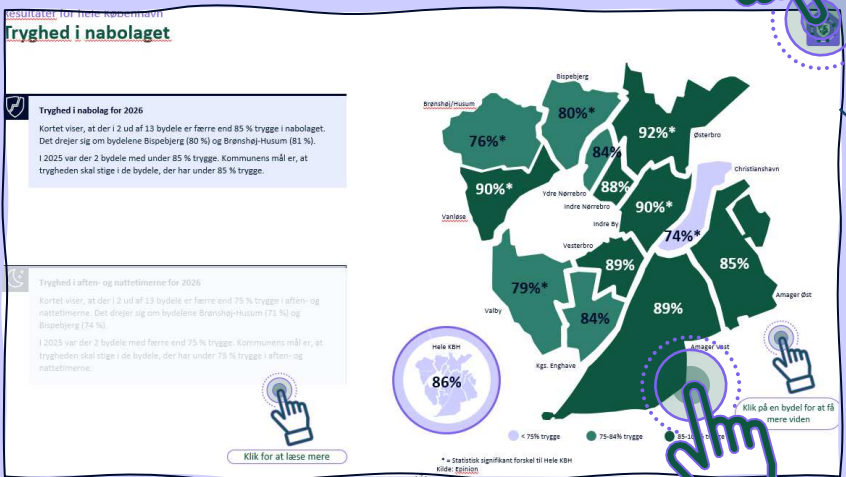 Resultater for hele København
Tryghed i nabolaget
Tryghed i nabolag for 2026
Kortet viser, at der i 2 ud af 13 bydele er færre end 85 % trygge i nabolaget.
Det drejer sig om bydelene Bispebjerg (80 %) og Brønshøj-Husum (81 %).
I 2025 var der 2 bydele med under 85 % trygge. Kommunens mål er, at
trygheden skal stige i de bydele, der har under 85 % trygge.
Tryghed i aften- og nattetimerne for 2026
Kortet viser, at der i 2 ud af 13 bydele er færre end 75 % trygge i aften- og
nattetimerne. Det drejer sig om bydelene Brønshøj-Husum (71 %) og
Bispebjerg (74 %).
I 2025 var der 2 bydele med færre end 75 % trygge. Kommunens mål er, at
trygheden skal stige i de bydele, der har under 75 % trygge i aften- og
nattetimerne.
Klik for at læse mere
Bispebjerg
80%*
Brønshøj/Husum
76%*
92%*
Østerbro
84%
Christianshavn
88%
90%*
Vanløse
Ydre Nørrebro
Indre Nørrebro
90%*
Indre By
74%*
Vesterbro
89%
85%
79%*
Valby
84%
89%
Amager Øst
Kgs. Enghave
Amager Vest
Hele KBH
86%
Klik på en bydel for at få
mere viden
< 75% trygge
75-84% trygge
* = Statistisk signifikant forskel til Hele KBH
Kilde: Epinion